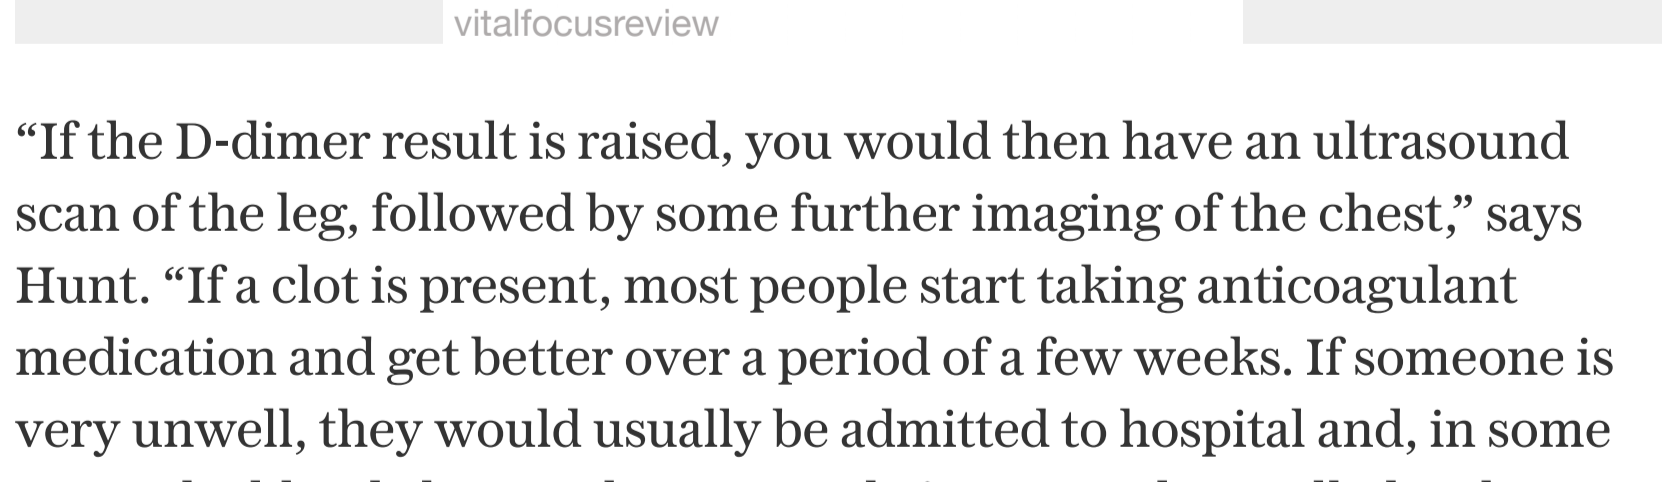 vitalfocusreview
“If the D-dimer result is raised, you would then have an ultrasound
scan of the leg, followed by some further imaging of the chest,” says
Hunt. “If a clot is present, most people start taking anticoagulant
medication and get better over a period of a few weeks. If someone is
very unwell, they would usually be admitted to hospital and, in some